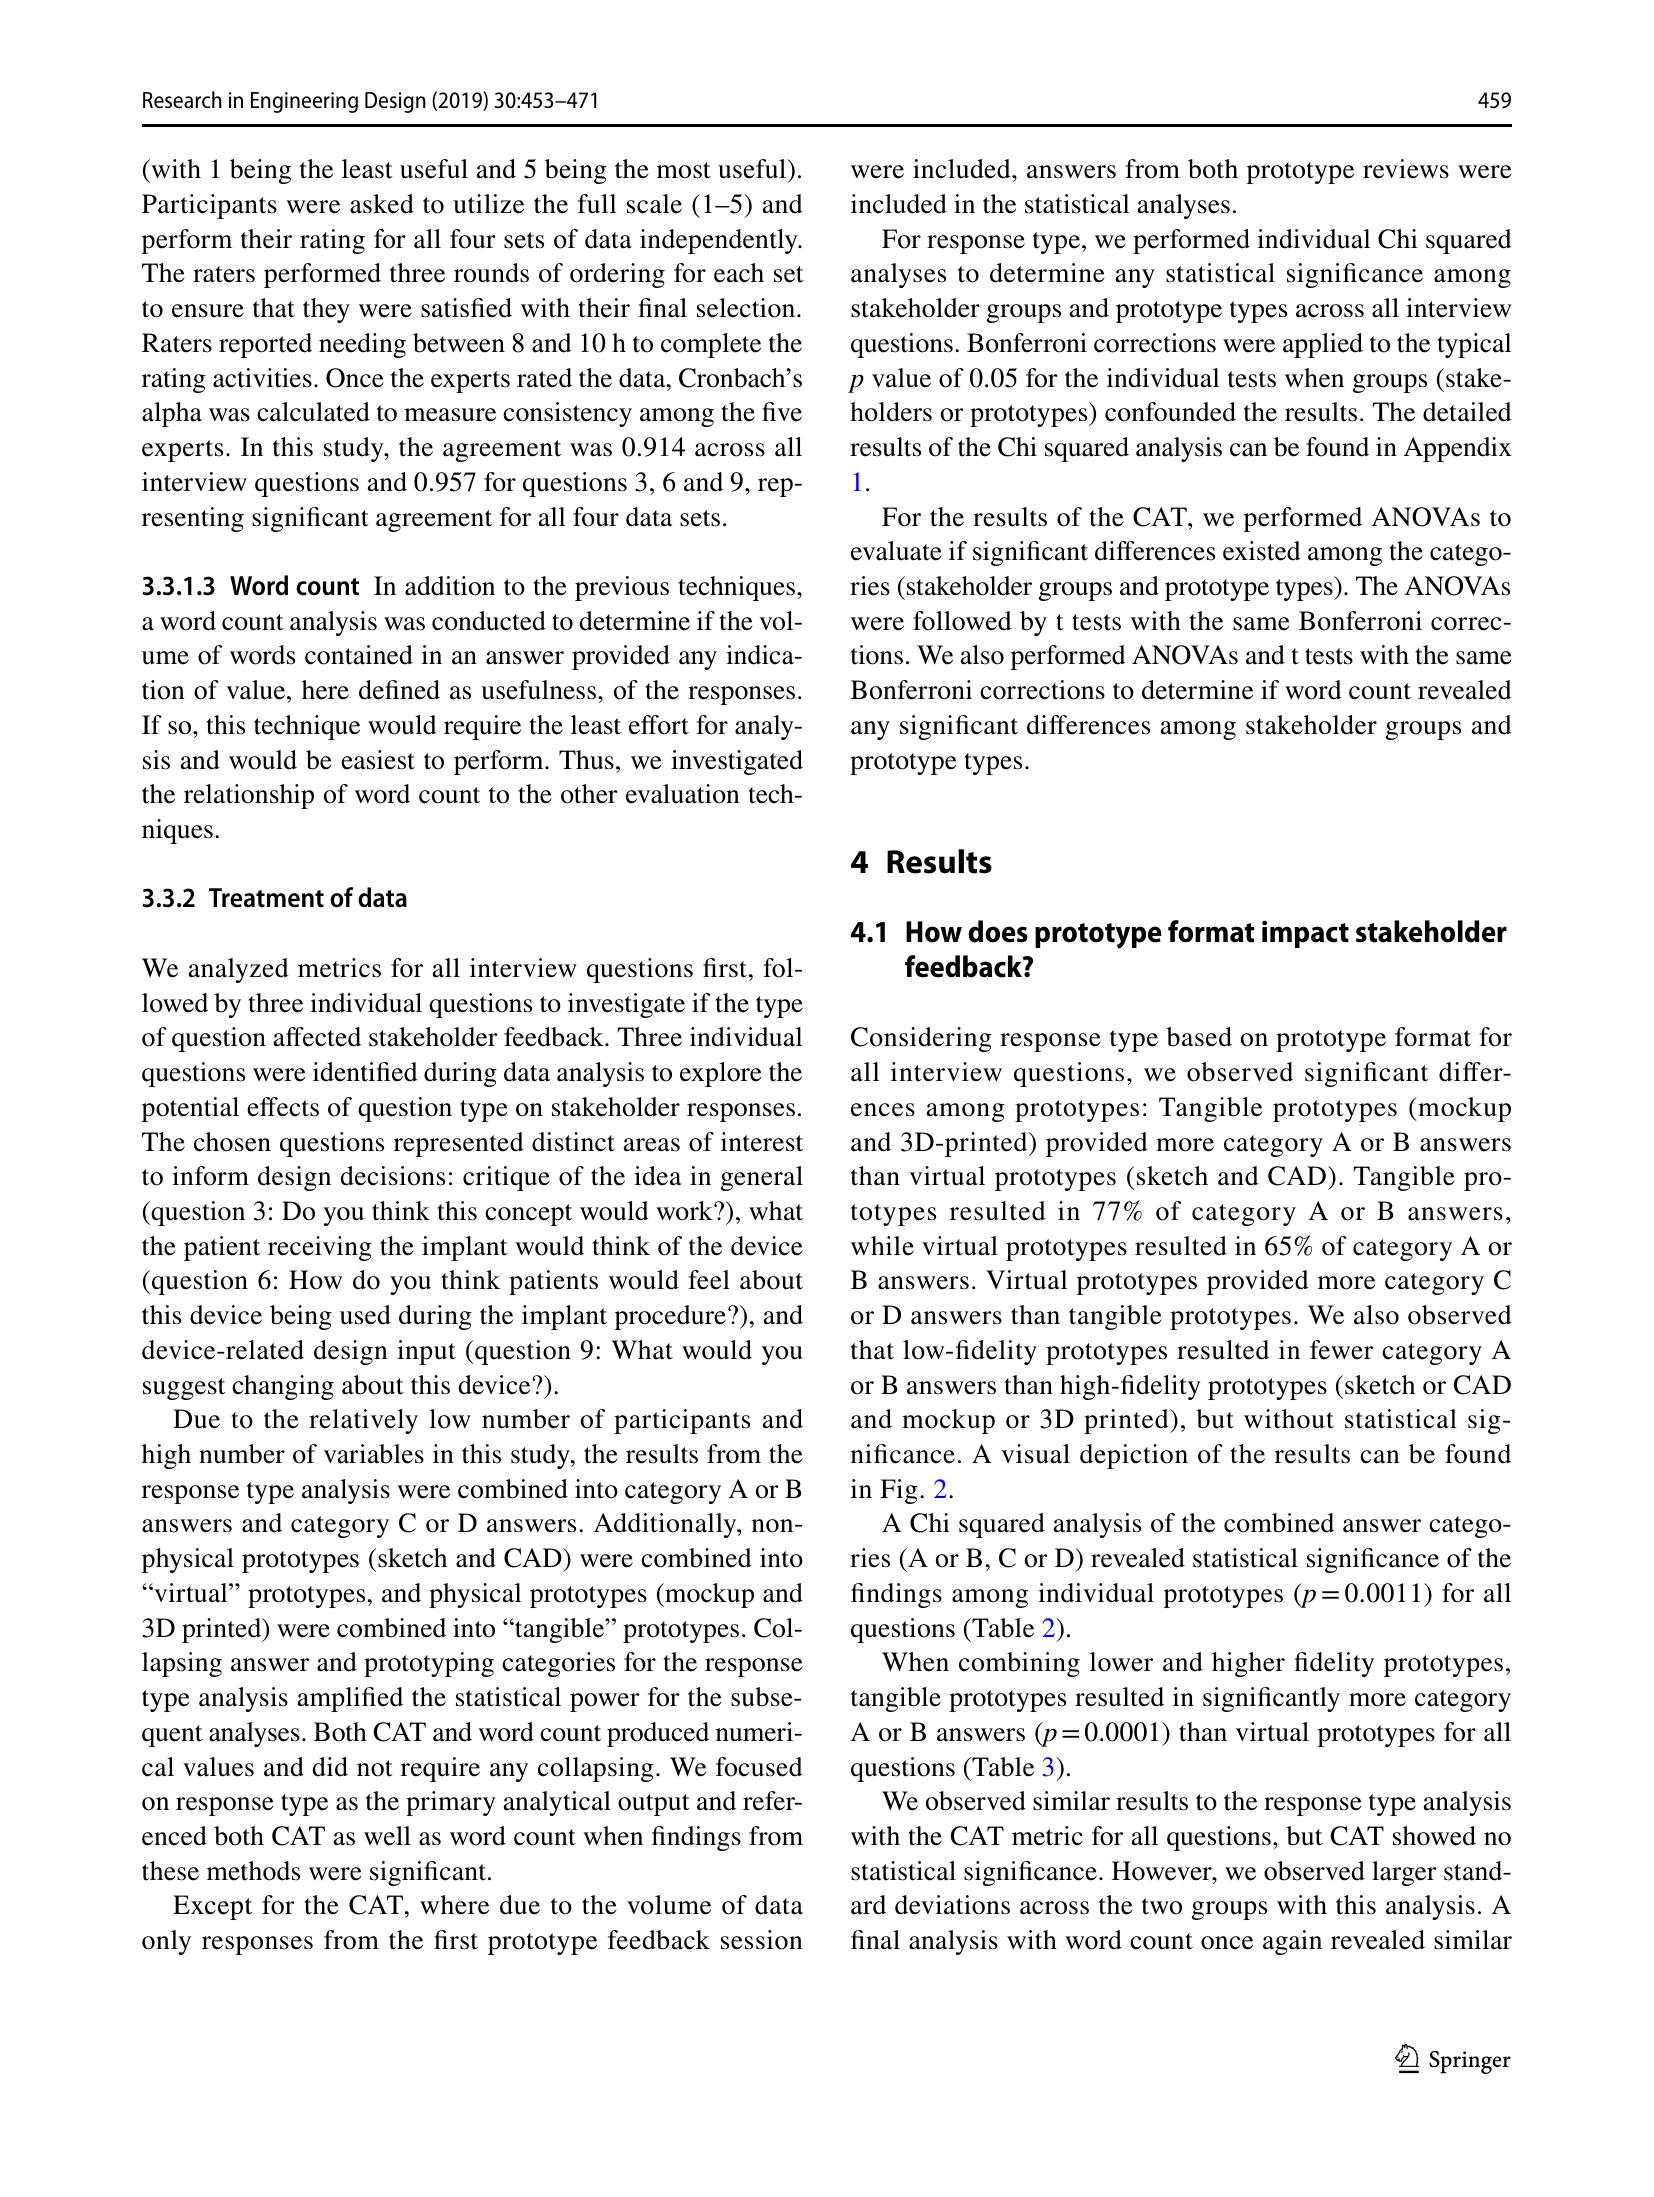 Research in Engineering Design (2019) 30:453–471
459
(with 1 being the least useful and 5 being the most useful).
Participants were asked to utilize the full scale (1–5) and
perform their rating for all four sets of data independently.
The raters performed three rounds of ordering for each set
to ensure that they were satisfied with their final selection.
Raters reported needing between 8 and 10 h to complete the
rating activities. Once the experts rated the data, Cronbach's
alpha was calculated to measure consistency among the five
experts. In this study, the agreement was 0.914 across all
interview questions and 0.957 for questions 3, 6 and 9, rep-
resenting significant agreement for all four data sets.
3.3.1.3 Word count In addition to the previous techniques,
a word count analysis was conducted to determine if the vol-
ume of words contained in an answer provided any indica-
tion of value, here defined as usefulness, of the responses.
If so, this technique would require the least effort for analy-
sis and would be easiest to perform. Thus, we investigated
the relationship of word count to the other evaluation tech-
niques.
3.3.2 Treatment of data
We analyzed metrics for all interview questions first, fol-
lowed by three individual questions to investigate if the type
of question affected stakeholder feedback. Three individual
questions were identified during data analysis to explore the
potential effects of question type on stakeholder responses.
The chosen questions represented distinct areas of interest
to inform design decisions: critique of the idea in general
(question 3: Do you think this concept would work?), what
the patient receiving the implant would think of the device
(question 6: How do you think patients would feel about
this device being used during the implant procedure?), and
device-related design input (question 9: What would you
suggest changing about this device?).
Due to the relatively low number of participants and
high number of variables in this study, the results from the
response type analysis were combined into category A or B
answers and category C or D answers. Additionally, non-
physical prototypes (sketch and CAD) were combined into
“virtual” prototypes, and physical prototypes (mockup and
3D printed) were combined into “tangible” prototypes. Col-
lapsing answer and prototyping categories for the response
type analysis amplified the statistical power for the subse-
quent analyses. Both CAT and word count produced numeri-
cal values and did not require any collapsing. We focused
on response type as the primary analytical output and refer-
enced both CAT as well as word count when findings from
these methods were significant.
Except for the CAT, where due to the volume of data
only responses from the first prototype feedback session
were included, answers from both prototype reviews were
included in the statistical analyses.
For response type, we performed individual Chi squared
analyses to determine any statistical significance among
stakeholder groups and prototype types across all interview
questions. Bonferroni corrections were applied to the typical
p value of 0.05 for the individual tests when groups (stake-
holders or prototypes) confounded the results. The detailed
results of the Chi squared analysis can be found in Appendix
1.
For the results of the CAT, we performed ANOVAs to
evaluate if significant differences existed among the catego-
ries (stakeholder groups and prototype types). The ANOVAs
were followed by t tests with the same Bonferroni correc-
tions. We also performed ANOVAs and t tests with the same
Bonferroni corrections to determine if word count revealed
any significant differences among stakeholder groups and
prototype types.
4 Results
4.1 How does prototype format impact stakeholder
feedback?
Considering response type based on prototype format for
all interview questions, we observed significant differ-
ences among prototypes: Tangible prototypes (mockup
and 3D-printed) provided more category A or B answers
than virtual prototypes (sketch and CAD). Tangible pro-
totypes resulted in 77% of category A or B answers,
while virtual prototypes resulted in 65% of category A or
B answers. Virtual prototypes provided more category C
or D answers than tangible prototypes. We also observed
that low-fidelity prototypes resulted in fewer category A
or B answers than high-fidelity prototypes (sketch or CAD
and mockup or 3D printed), but without statistical sig-
nificance. A visual depiction of the results can be found
in Fig. 2.
A Chi squared analysis of the combined answer catego-
ries (A or B, C or D) revealed statistical significance of the
findings among individual prototypes (p = 0.0011) for all
questions (Table 2).
When combining lower and higher fidelity prototypes,
tangible prototypes resulted in significantly more category
A or B answers (p = 0.0001) than virtual prototypes for all
questions (Table 3).
We observed similar results to the response type analysis
with the CAT metric for all questions, but CAT showed no
statistical significance. However, we observed larger stand-
ard deviations across the two groups with this analysis. A
final analysis with word count once again revealed similar
Springer